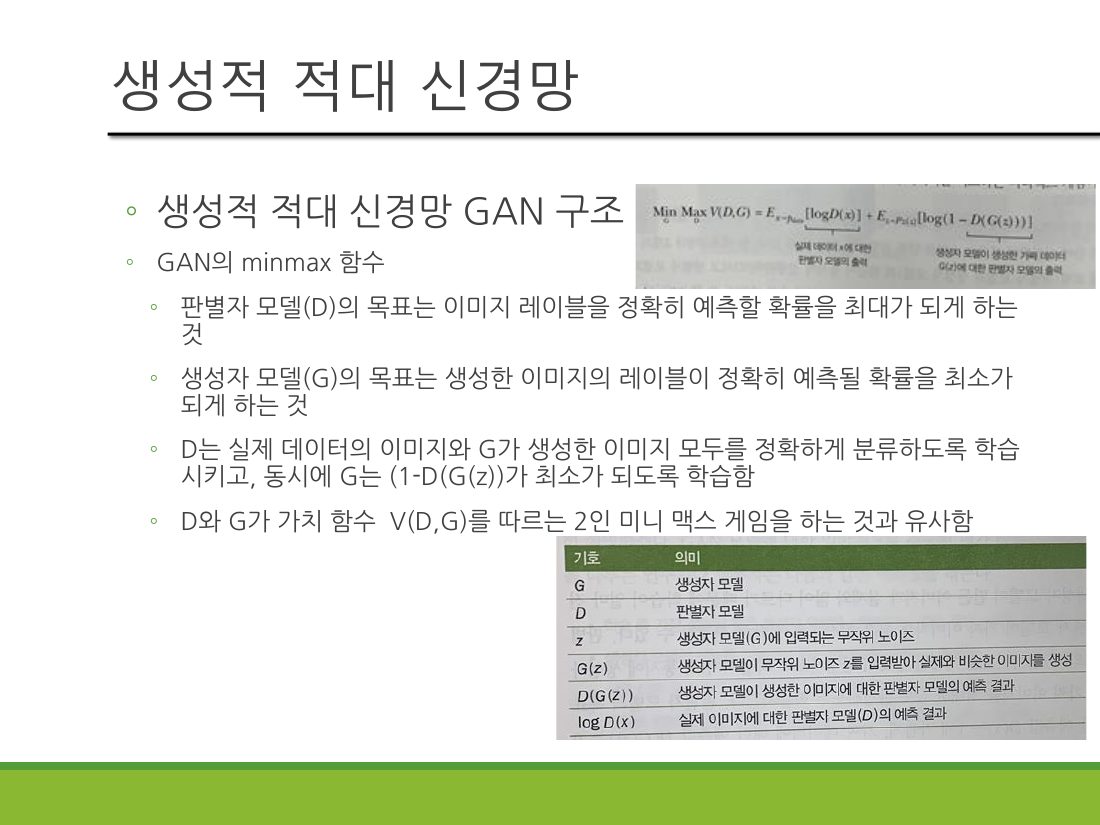 생성적 적대 신경망
◦ 생성적 적대 신경망 GAN 구조
Min Max V(D,G) = E_{x~p_{data}}[logD(x)] + E_{z~p_{z(z)}}[log(1 − D(G(z)))]
G D
실제 데이터 x에 대한
판별자 모델의 출력
생성자 모델이 생성한 가짜 데이터
G(z)에 대한 판별자 모델의 출력
◦ GAN의 minmax 함수
◦ 판별자 모델(D)의 목표는 이미지 레이블을 정확히 예측할 확률을 최대가 되게 하는
것
◦ 생성자 모델(G)의 목표는 생성한 이미지의 레이블이 정확히 예측될 확률을 최소가
되게 하는 것
◦ D는 실제 데이터의 이미지와 G가 생성한 이미지 모두를 정확하게 분류하도록 학습
시키고, 동시에 G는 (1-D(G(z))가 최소가 되도록 학습함
◦ D와 G가 가치 함수  V(D,G)를 따르는 2인 미니 맥스 게임을 하는 것과 유사함
기호 의미
G 생성자 모델
D 판별자 모델
z 생성자 모델(G)에 입력되는 무작위 노이즈
G(z) 생성자 모델이 무작위 노이즈 z를 입력받아 실제와 비슷한 이미지를 생성
D(G(z)) 생성자 모델이 생성한 이미지에 대한 판별자 모델의 예측 결과
log D(x) 실제 이미지에 대한 판별자 모델(D)의 예측 결과